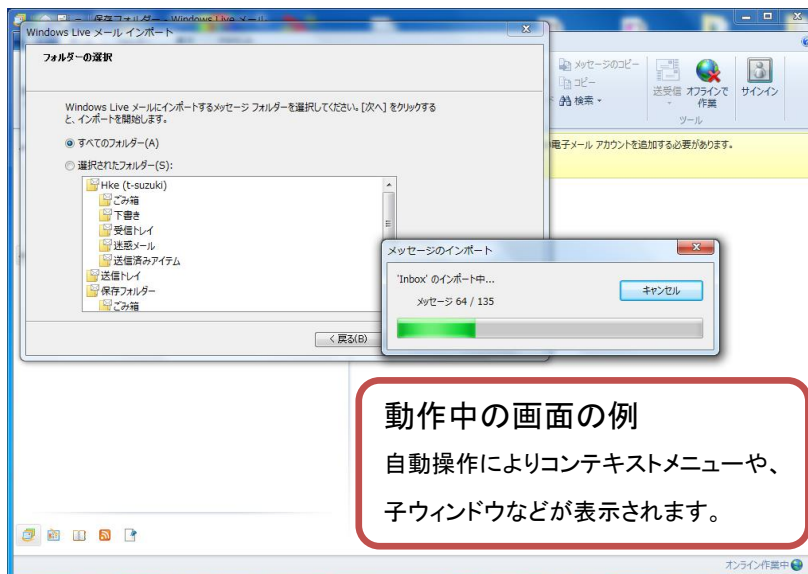 保存フォルダー - Windows Live メール
Windows Live メール インポート
フォルダーの選択
Windows Live メールにインポートするメッセージ フォルダーを選択してください。[次へ] をクリックする
と、インポートを開始します。
すべてのフォルダー(A)
選択されたフォルダー(S):
Hke (t-suzuki)
ごみ箱
下書き
受信トレイ
迷惑メール
送信済みアイテム
送信トレイ
保存フォルダー
ごみ箱
< 戻る(B)
メッセージのコピー
コピー
検索
送受信
オフラインで
作業
サインイン
ツール
電子メール アカウントを追加する必要があります。
メッセージのインポート
'Inbox' のインポート中...
メッセージ 64 / 135
キャンセル
動作中の画面の例
自動操作によりコンテキストメニューや、
子ウィンドウなどが表示されます。
オンライン作業中